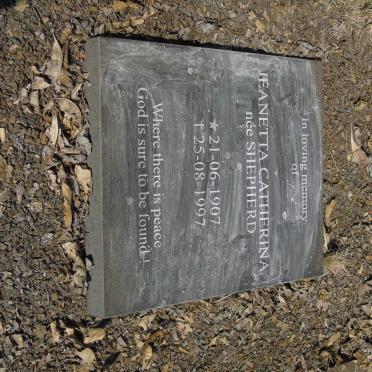 In loving memory
of
JEANETTA CATHERINA
née SHEPHERD
* 21-06-1907
† 25-08-1997
Where there is peace
God is sure to be found!